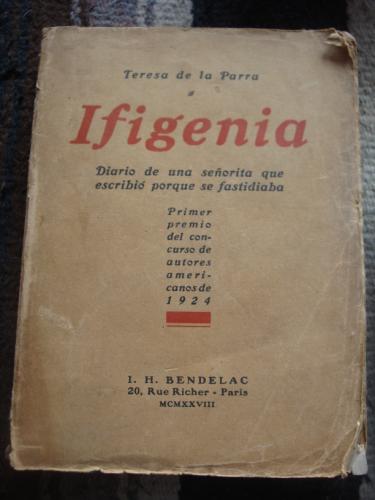 Teresa de la Parra
Ifigenia
Diario de una señorita que
escribió porque se fastidiaba
Primer
premio
del con-
curso de
autores
ameri-
canos de
1924
I. H. BENDELAC
20, Rue Richer - Paris
MCMXXVIII